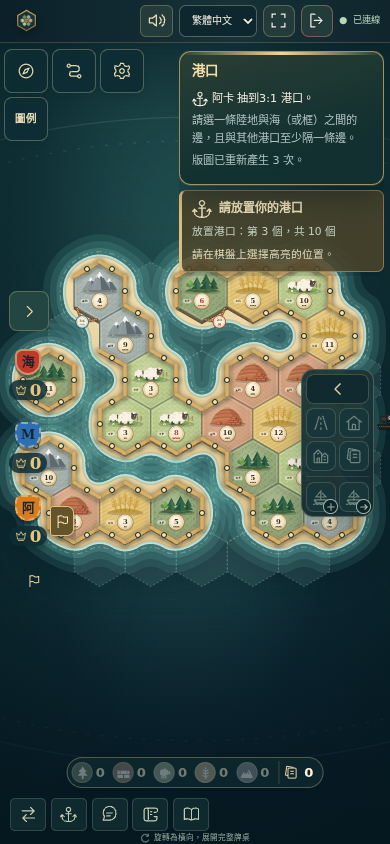 繁體中文
已連線
圖例
港口
阿卡 抽到3:1 港口。
請選一條陸地與海（或框）之間的
邊，且與其他港口至少隔一條邊。
版圖已重新產生 3 次。
請放置你的港口
放置港口：第 3 個，共 10 個
請在棋盤上選擇高亮的位置。
4
6
5
10
9
11
海
11
3
4
0
M
3
8
10
12
0
10
5
阿
3
5
9
4
0
0
0
0
0
0
0
旋轉為橫向，展開完整牌桌